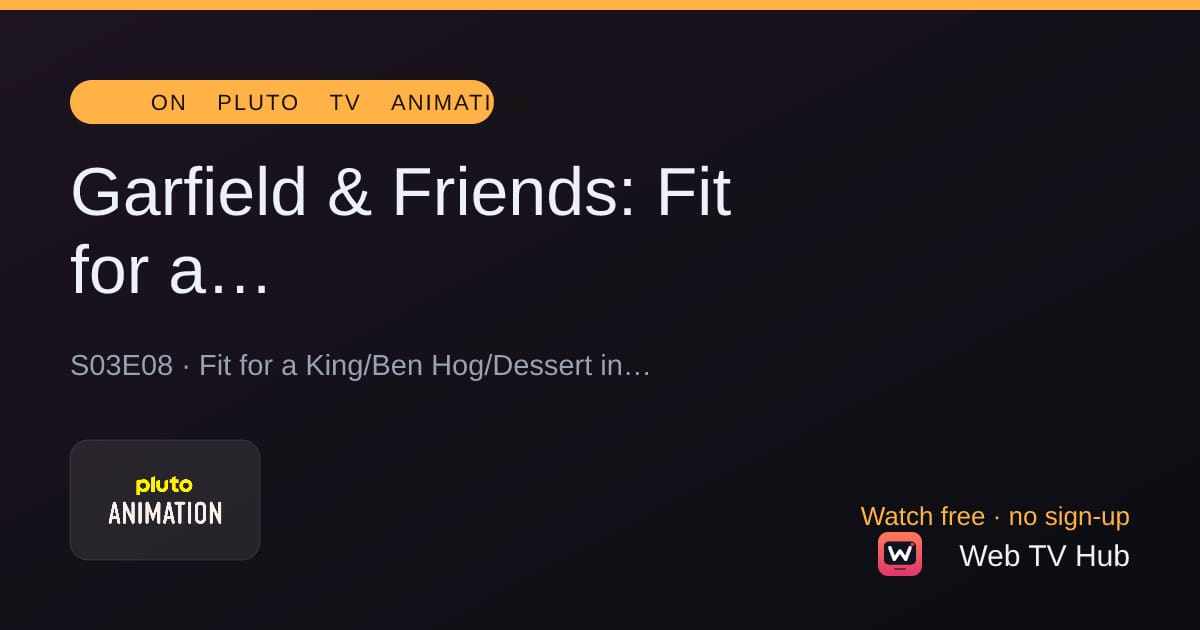 ON PLUTO TV ANIMATI
Garfield & Friends: Fit
for a…
S03E08 · Fit for a King/Ben Hog/Dessert in…
pluto
ANIMATION
Watch free · no sign-up
W
Web TV Hub